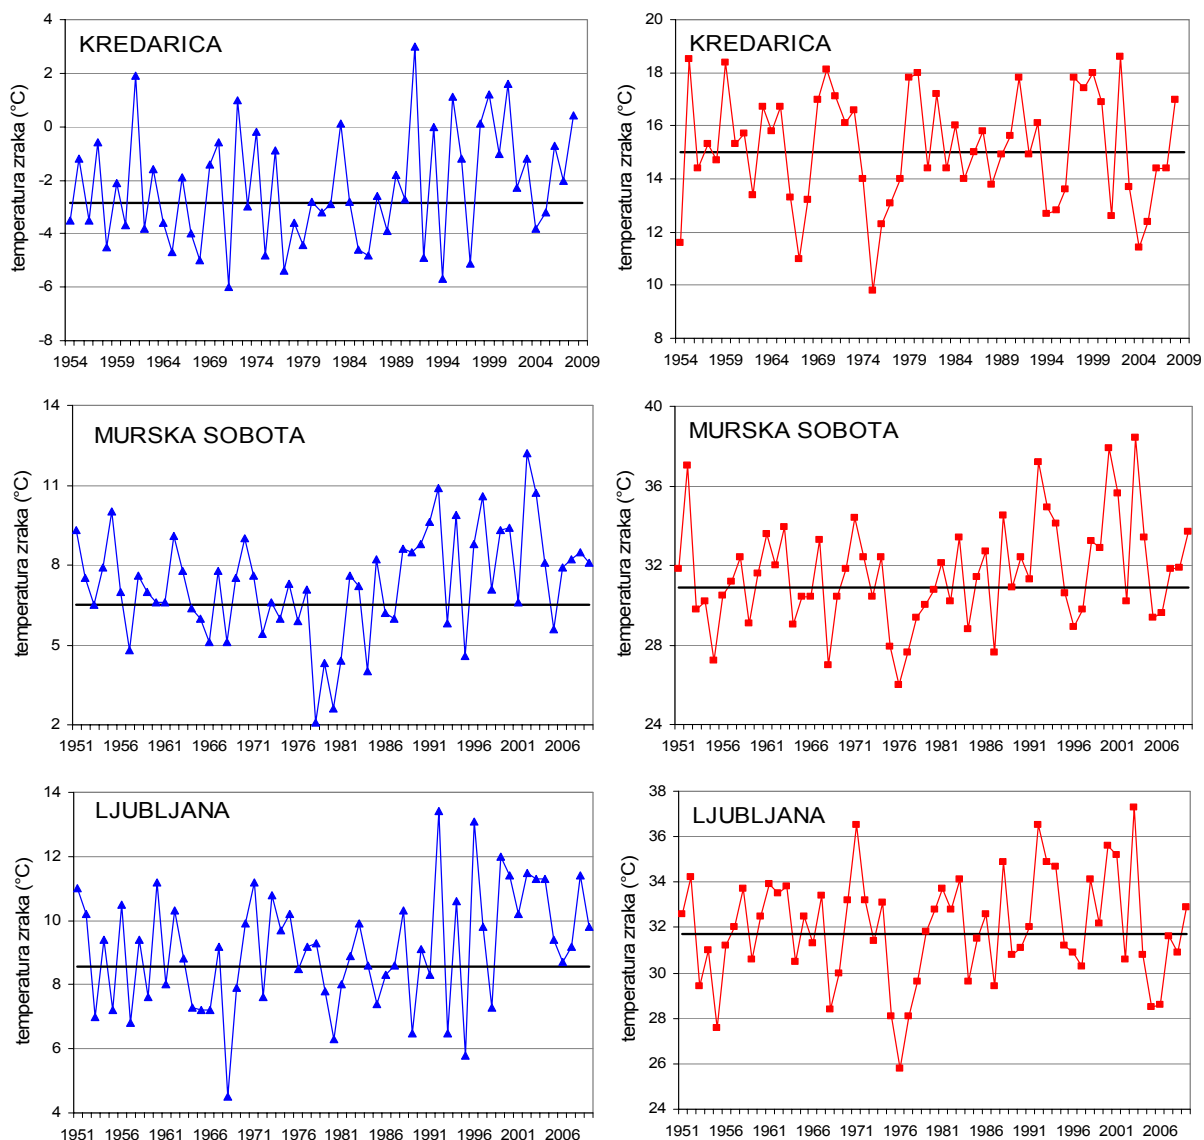 KREDARICA
temperatura zraka (°C)
4
2
0
-2
-4
-6
-8
1954 1959 1964 1969 1974 1979 1984 1989 1994 1999 2004 2009
KREDARICA
temperatura zraka (°C)
20
18
16
14
12
10
8
1954 1959 1964 1969 1974 1979 1984 1989 1994 1999 2004 2009
MURSKA SOBOTA
temperatura zraka (°C)
14
11
8
5
2
1951 1956 1961 1966 1971 1976 1981 1986 1991 1996 2001 2006
MURSKA SOBOTA
temperatura zraka (°C)
40
36
32
28
24
1951 1956 1961 1966 1971 1976 1981 1986 1991 1996 2001 2006
LJUBLJANA
temperatura zraka (°C)
14
12
10
8
6
4
1951 1956 1961 1966 1971 1976 1981 1986 1991 1996 2001 2006
LJUBLJANA
temperatura zraka (°C)
38
36
34
32
30
28
26
24
1951 1956 1961 1966 1971 1976 1981 1986 1991 1996 2001 2006